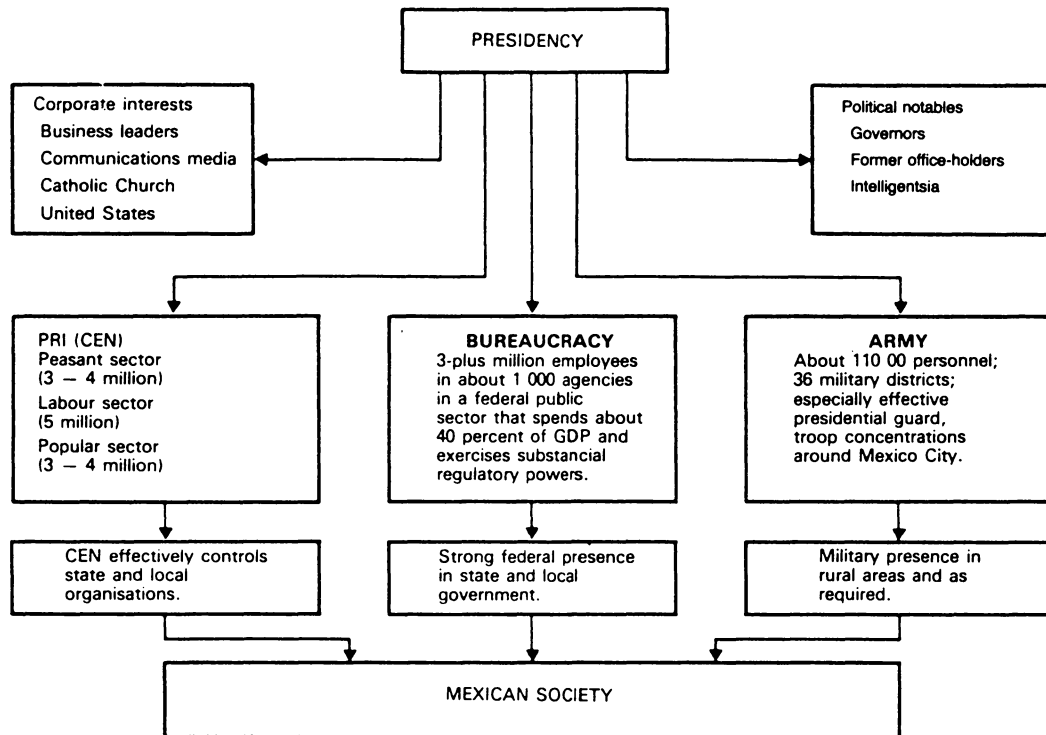 PRESIDENCY
Corporate interests
Business leaders
Communications media
Catholic Church
United States
Political notables
Governors
Former office-holders
Intelligentsia
PRI (CEN)
Peasant sector
(3 — 4 million)
Labour sector
(5 million)
Popular sector
(3 — 4 million)
BUREAUCRACY
3-plus million employees
in about 1 000 agencies
in a federal public
sector that spends about
40 percent of GDP and
exercises substancial
regulatory powers.
ARMY
About 110 00 personnel;
36 military districts;
especially effective
presidential guard,
troop concentrations
around Mexico City.
CEN effectively controls
state and local
organisations.
Strong federal presence
in state and local
government.
Military presence in
rural areas and as
required.
MEXICAN SOCIETY